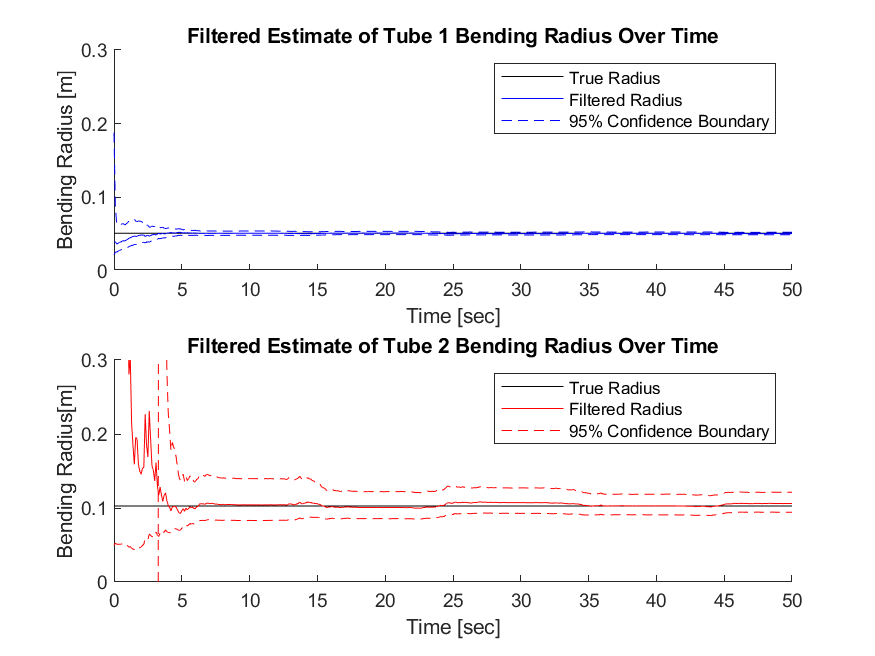 Filtered Estimate of Tube 1 Bending Radius Over Time
0.3
0.2
0.1
0
Bending Radius [m]
True Radius
Filtered Radius
95% Confidence Boundary
0 5 10 15 20 25 30 35 40 45 50
Time [sec]
Filtered Estimate of Tube 2 Bending Radius Over Time
0.3
0.2
0.1
0
Bending Radius[m]
True Radius
Filtered Radius
95% Confidence Boundary
0 5 10 15 20 25 30 35 40 45 50
Time [sec]